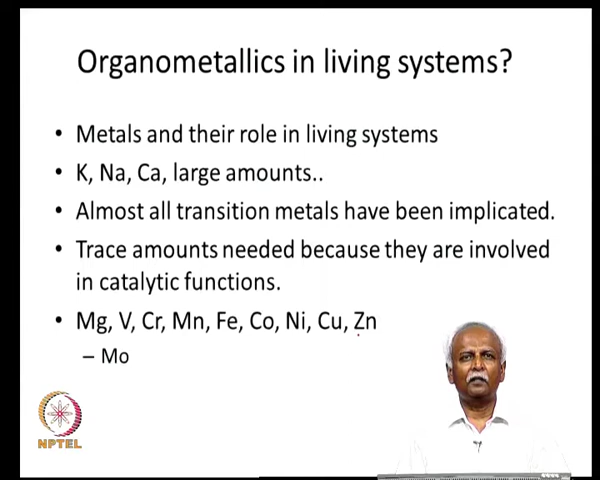 Organometallics in living systems?
• Metals and their role in living systems
• K, Na, Ca, large amounts..
• Almost all transition metals have been implicated.
• Trace amounts needed because they are involved
in catalytic functions.
• Mg, V, Cr, Mn, Fe, Co, Ni, Cu, Zn
– Mo
NPTEL